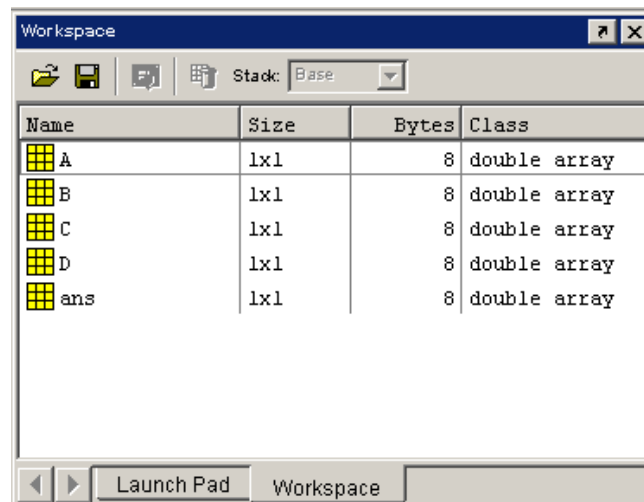 Workspace
Stack: Base
Name Size Bytes Class
A 1x1 8 double array
B 1x1 8 double array
C 1x1 8 double array
D 1x1 8 double array
ans 1x1 8 double array
Launch Pad Workspace